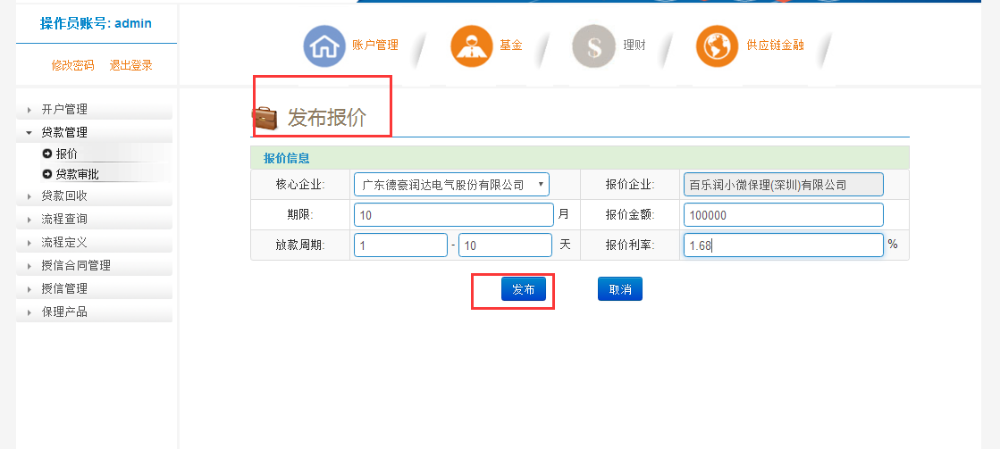 操作员账号: admin
修改密码 退出登录
账户管理 基金 理财 供应链金融
开户管理
贷款管理
报价
贷款审批
贷款回收
流程查询
流程定义
授信合同管理
授信管理
保理产品
发布报价
报价信息
核心企业: 广东德豪润达电气股份有限公司 报价企业: 百乐润小微保理(深圳)有限公司
期限: 10 月 报价金额: 100000
放款周期: 1 - 10 天 报价利率: 1.68 %
发布 取消